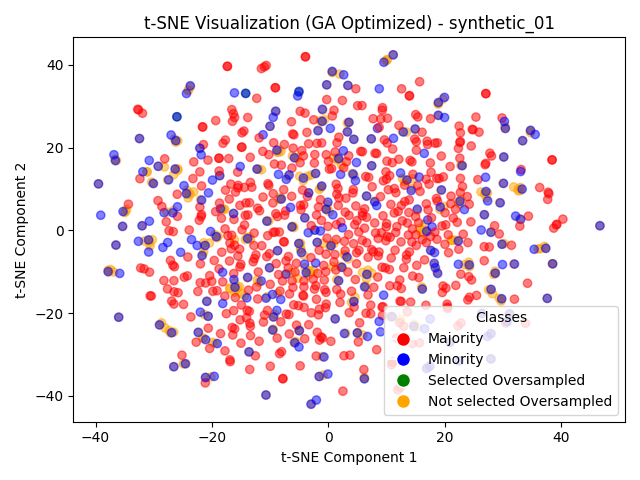 t-SNE Visualization (GA Optimized) - synthetic_01
t-SNE Component 2
40
20
0
−20
−40
Classes
Majority
Minority
Selected Oversampled
Not selected Oversampled
−40 −20 0 20 40
t-SNE Component 1